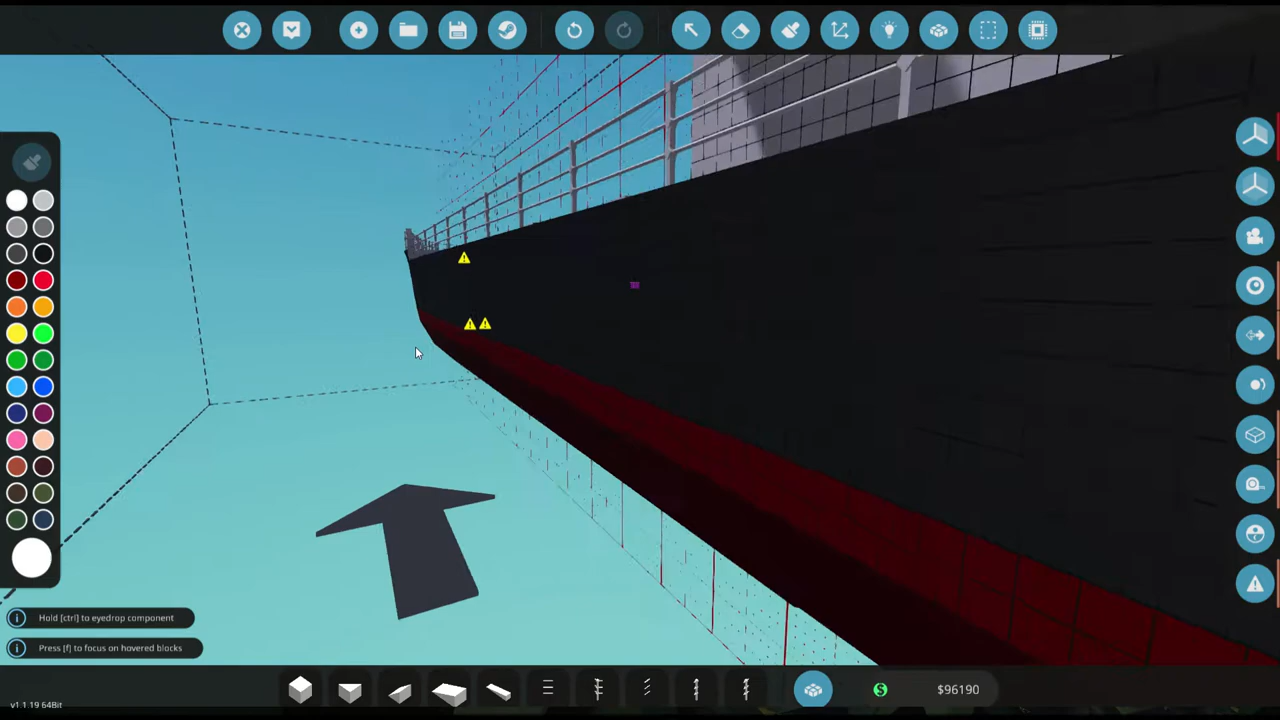 Hold [ctrl] to eyedrop component
Press [f] to focus on hovered blocks
$96190
v1.1.19 64Bit